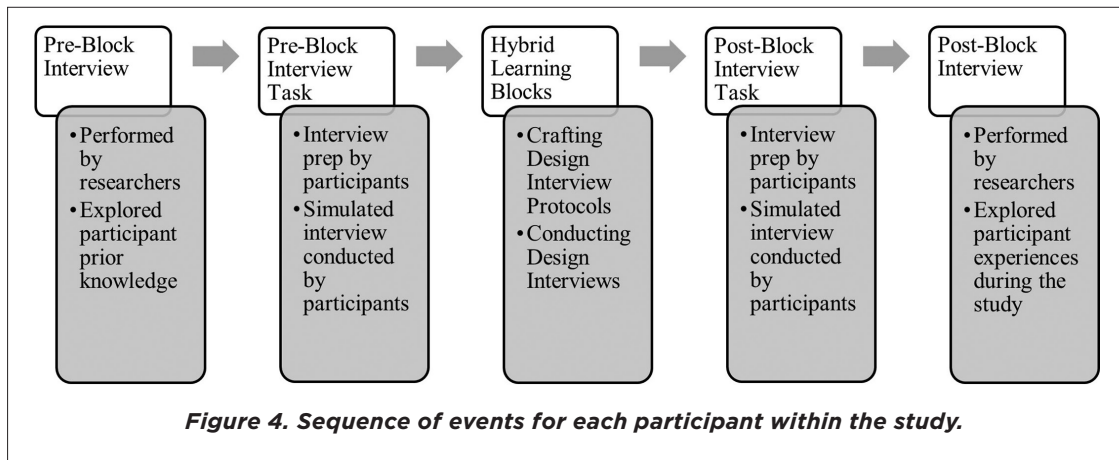 Pre-Block
Interview
• Performed
by
researchers
• Explored
participant
prior
knowledge
Pre-Block
Interview
Task
• Interview
prep by
participants
• Simulated
interview
conducted
by
participants
Hybrid
Learning
Blocks
• Crafting
Design
Interview
Protocols
• Conducting
Design
Interviews
Post-Block
Interview
Task
• Interview
prep by
participants
• Simulated
interview
conducted
by
participants
Post-Block
Interview
• Performed by
researchers
• Explored
participant
experiences
during the
study
Figure 4. Sequence of events for each participant within the study.